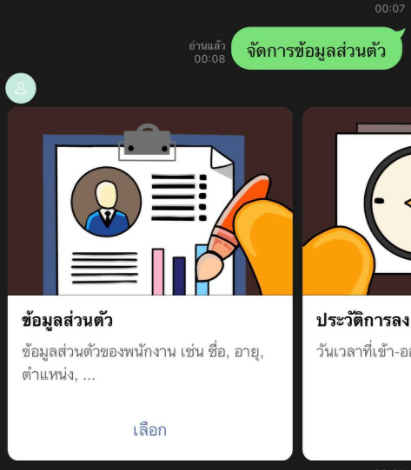 00:07
อ่านแล้ว
00:08
จัดการข้อมูลส่วนตัว
ข้อมูลส่วนตัว
ข้อมูลส่วนตัวของพนักงาน เช่น ชื่อ, อายุ,
ตำแหน่ง, ...
เลือก
ประวัติการลง
วันเวลาที่เข้า-ออ